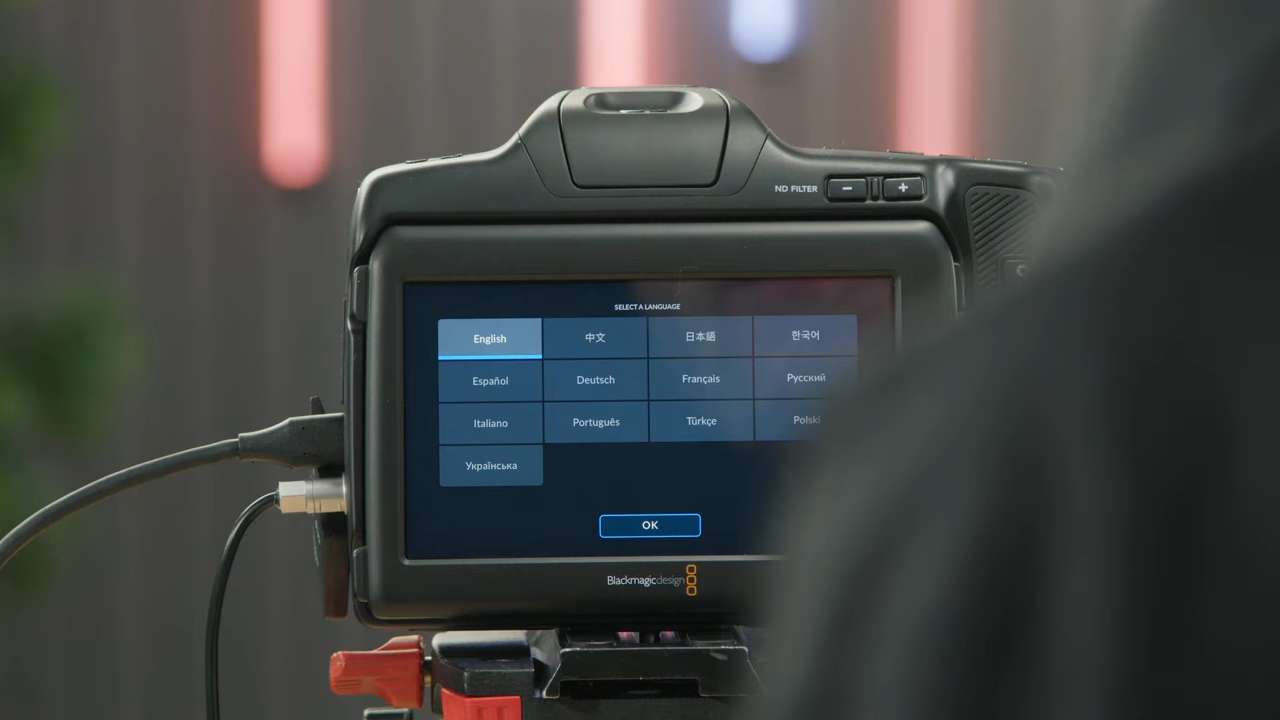 ND FILTER - +
SELECT A LANGUAGE
English 中文 日本語 한국어
Español Deutsch Français Русский
Italiano Português Türkçe Polski
Українська
OK
Blackmagicdesign